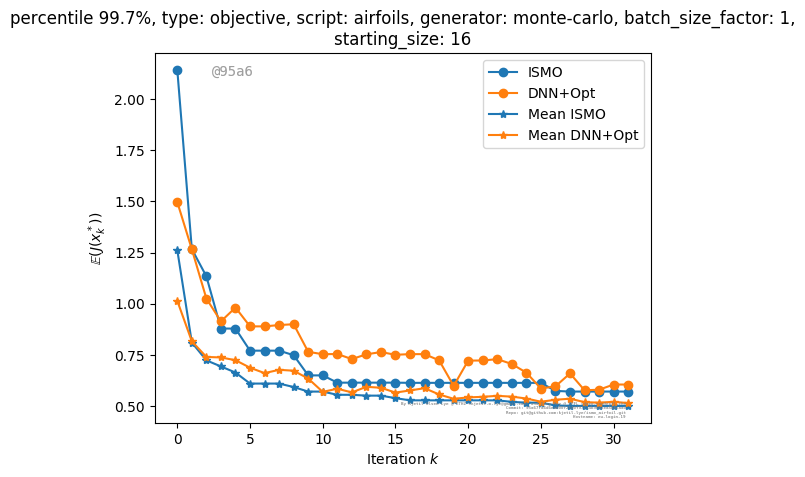 percentile 99.7%, type: objective, script: airfoils, generator: monte-carlo, batch_size_factor: 1,
starting_size: 16
@95a6
ISMO
DNN+Opt
Mean ISMO
Mean DNN+Opt
2.00
1.75
1.50
1.25
1.00
0.75
0.50
𝔼(J(x_k^*))
0 5 10 15 20 25 30
Iteration k